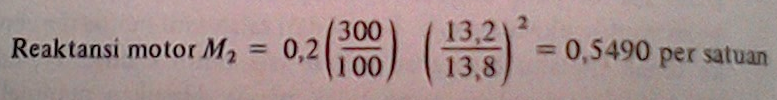 Reaktansi motor M₂ = 0,2 (300/100) (13,2/13,8)² = 0,5490 per satuan